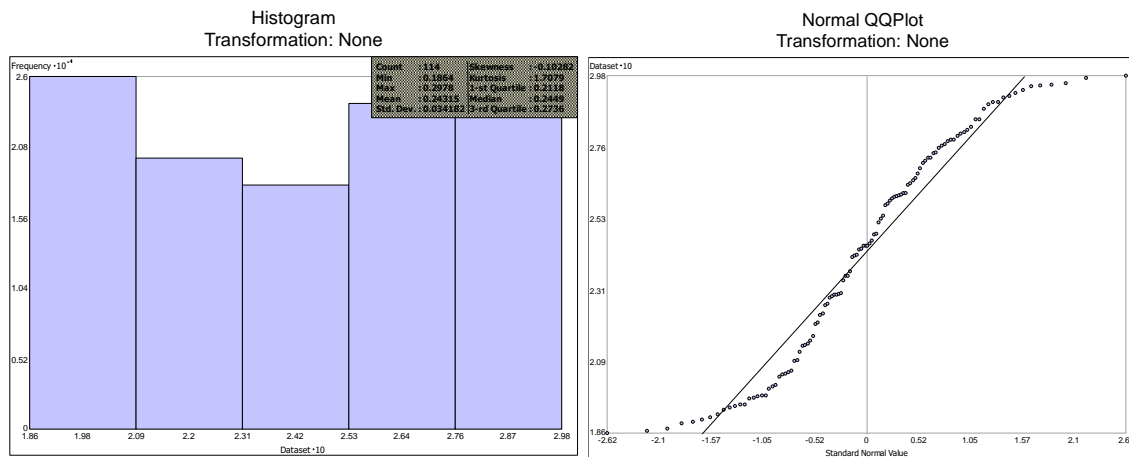 Histogram
Transformation: None
Frequency · 10⁻⁴
Count : 114 Skewness : -0.10282
Min : 0.1864 Kurtosis : 1.7079
Max : 0.2978 1-st Quartile : 0.2118
Mean : 0.24315 Median : 0.2449
Std. Dev. : 0.034182 3-rd Quartile : 0.2736
2.6
2.08
1.56
1.04
0.52
0
1.86 1.98 2.09 2.2 2.31 2.42 2.53 2.64 2.76 2.87 2.98
Dataset · 10
Normal QQPlot
Transformation: None
Dataset · 10
2.98
2.76
2.53
2.31
2.09
1.86
-2.62 -2.1 -1.57 -1.05 -0.52 0 0.52 1.05 1.57 2.1 2.6
Standard Normal Value